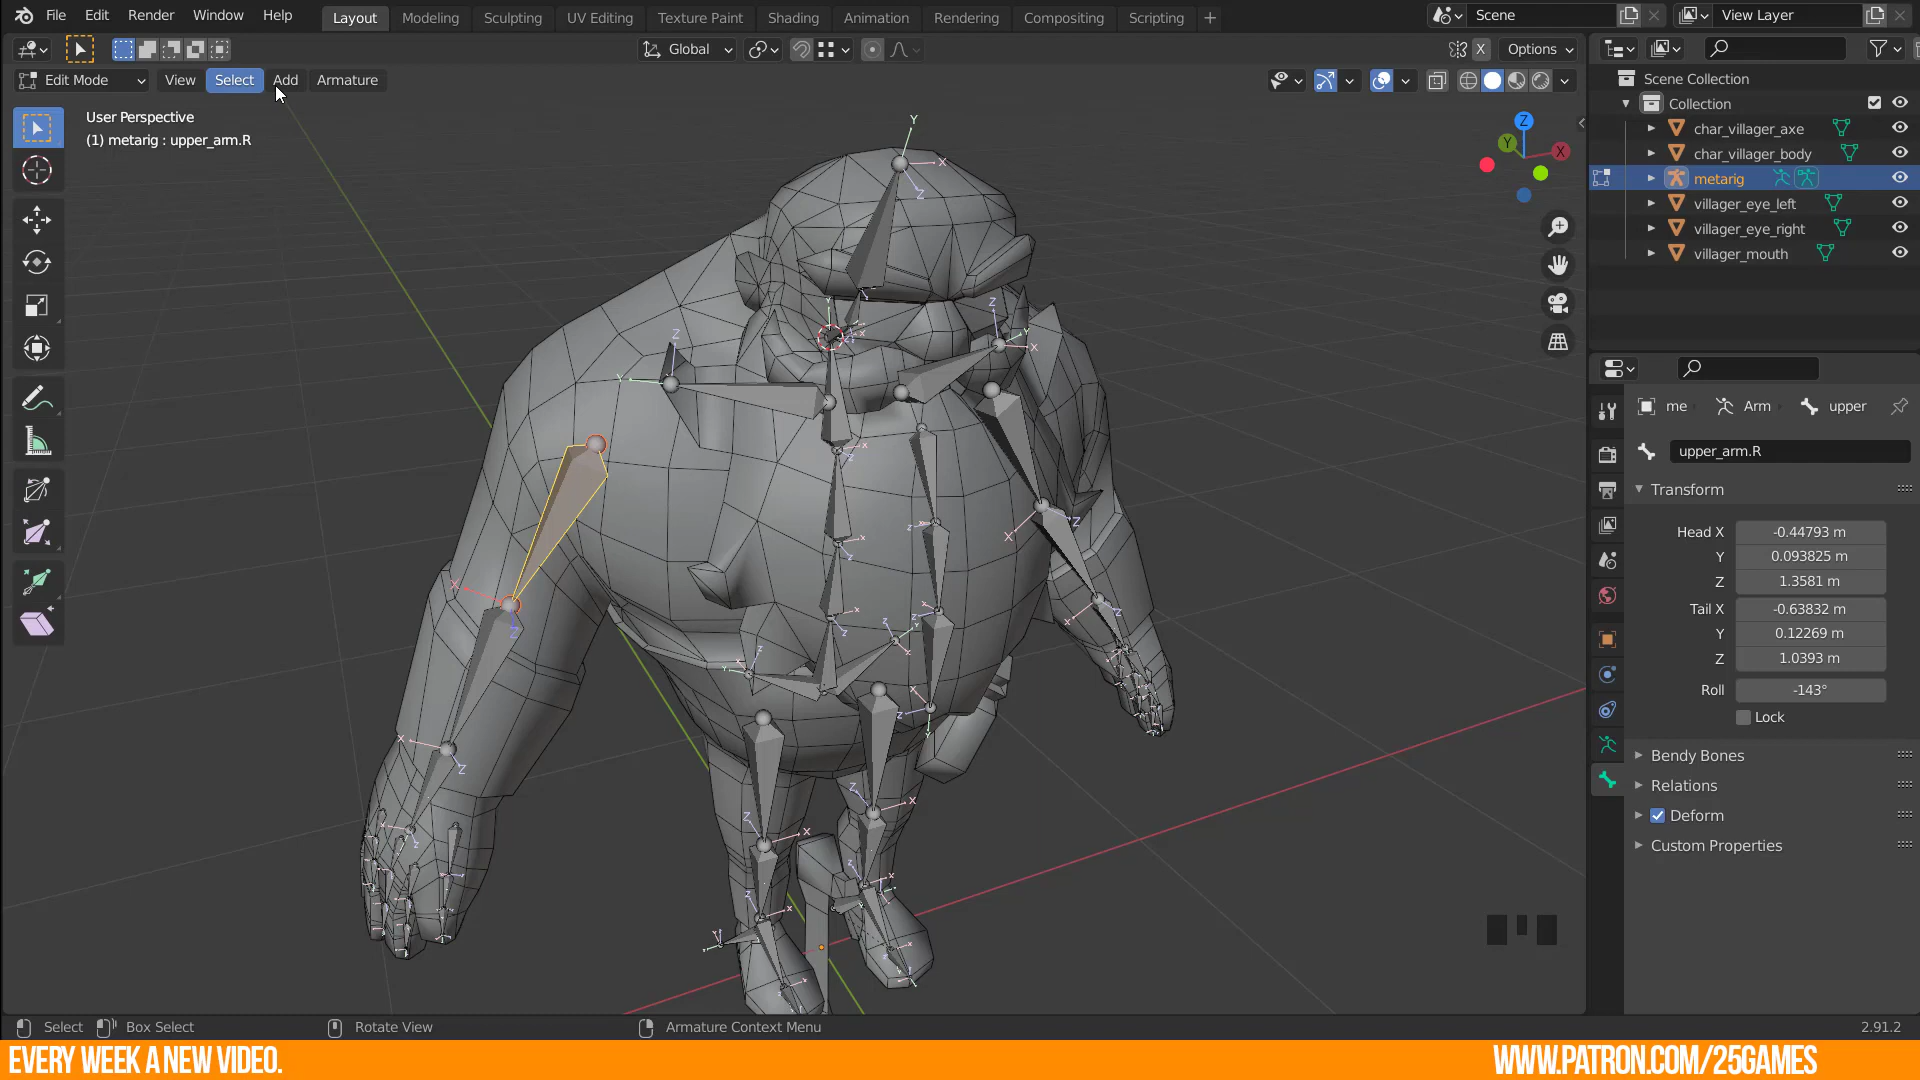 File Edit Render Window Help Layout Modeling Sculpting UV Editing Texture Paint Shading Animation Rendering Compositing Scripting + Scene View Layer
Global X Options
Edit Mode View Select Add Armature
User Perspective
(1) metarig : upper_arm.R
Scene Collection
Collection
char_villager_axe
char_villager_body
metarig
villager_eye_left
villager_eye_right
villager_mouth
me Arm upper
upper_arm.R
Transform
Head X -0.44793 m
Y 0.093825 m
Z 1.3581 m
Tail X -0.63832 m
Y 0.12269 m
Z 1.0393 m
Roll -143°
Lock
Bendy Bones
Relations
Deform
Custom Properties
Select Box Select Rotate View Armature Context Menu 2.91.2
EVERY WEEK A NEW VIDEO. WWW.PATRON.COM/25GAMES